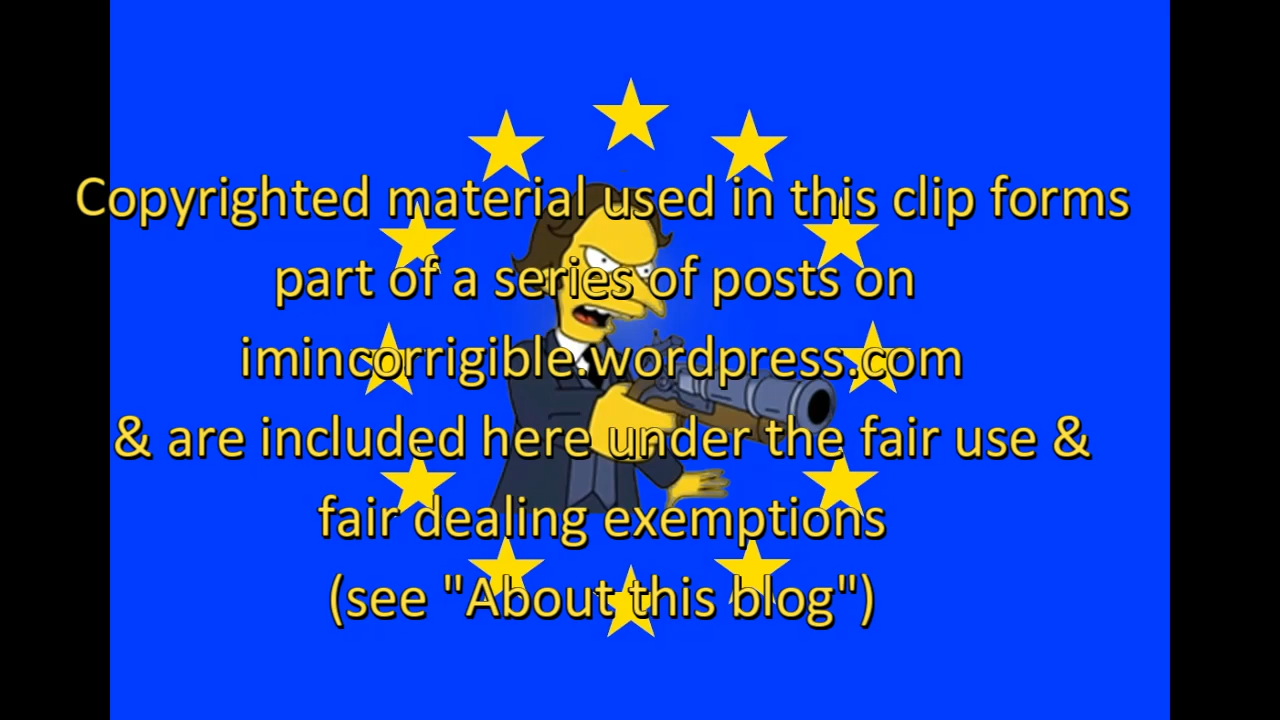 Copyrighted material used in this clip forms
part of a series of posts on
imincorrigible.wordpress.com
& are included here under the fair use &
fair dealing exemptions
(see "About this blog")